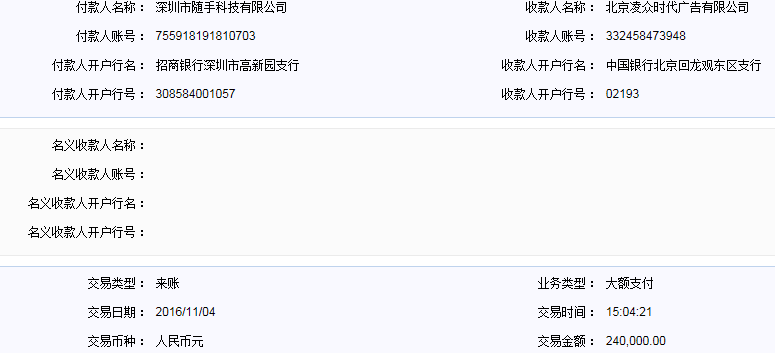 付款人名称： 深圳市随手科技有限公司 收款人名称： 北京凌众时代广告有限公司
付款人账号： 755918191810703 收款人账号： 332458473948
付款人开户行名： 招商银行深圳市高新园支行 收款人开户行名： 中国银行北京回龙观东区支行
付款人开户行号： 308584001057 收款人开户行号： 02193
名义收款人名称：
名义收款人账号：
名义收款人开户行名：
名义收款人开户行号：
交易类型： 来账 业务类型： 大额支付
交易日期： 2016/11/04 交易时间： 15:04:21
交易币种： 人民币元 交易金额： 240,000.00